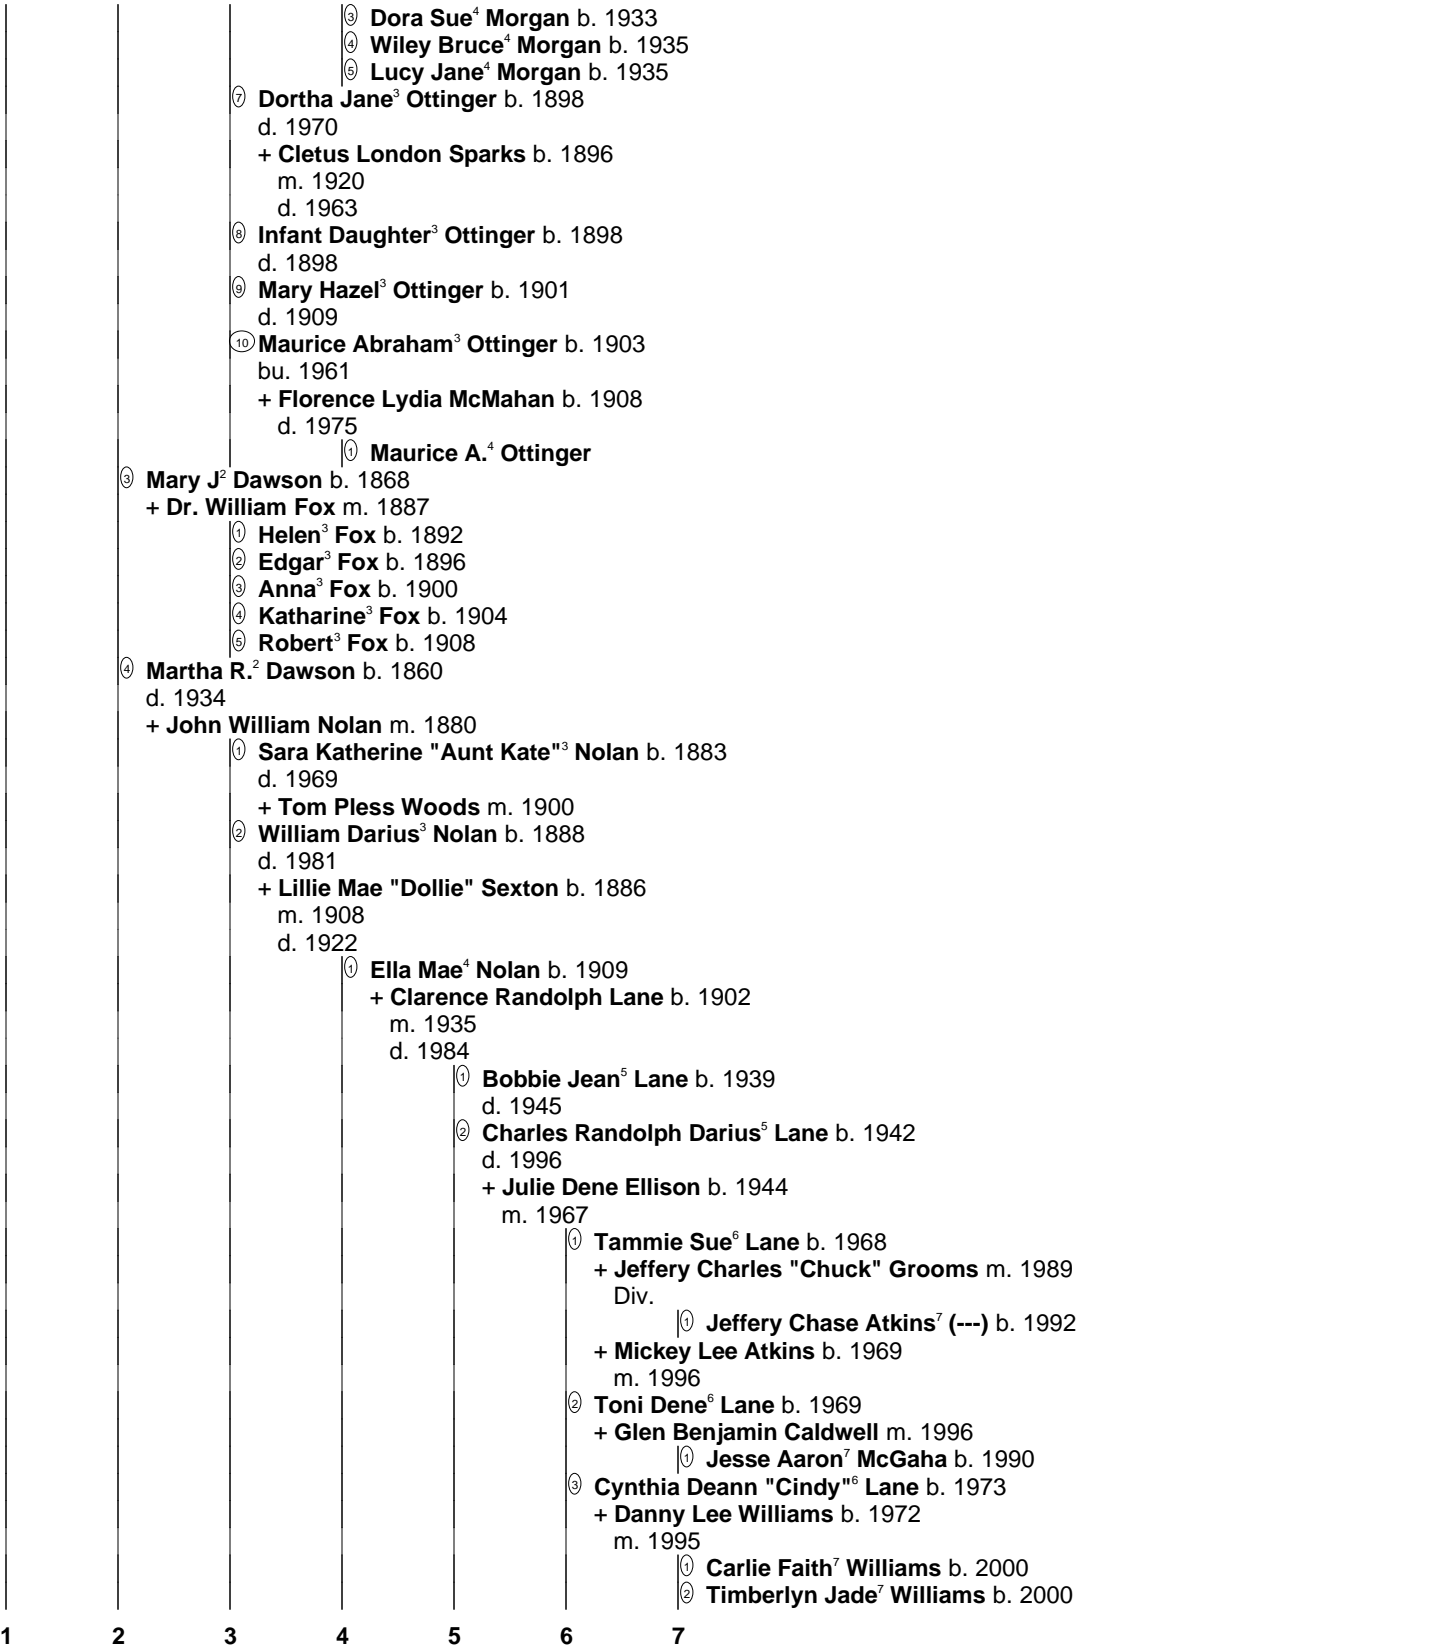 ③ Dora Sue⁴ Morgan b. 1933
④ Wiley Bruce⁴ Morgan b. 1935
⑤ Lucy Jane⁴ Morgan b. 1935
⑦ Dortha Jane³ Ottinger b. 1898
d. 1970
+ Cletus London Sparks b. 1896
m. 1920
d. 1963
⑧ Infant Daughter³ Ottinger b. 1898
d. 1898
⑨ Mary Hazel³ Ottinger b. 1901
d. 1909
⑩ Maurice Abraham³ Ottinger b. 1903
bu. 1961
+ Florence Lydia McMahan b. 1908
d. 1975
① Maurice A.⁴ Ottinger
③ Mary J² Dawson b. 1868
+ Dr. William Fox m. 1887
① Helen³ Fox b. 1892
② Edgar³ Fox b. 1896
③ Anna³ Fox b. 1900
④ Katharine³ Fox b. 1904
⑤ Robert³ Fox b. 1908
④ Martha R.² Dawson b. 1860
d. 1934
+ John William Nolan m. 1880
① Sara Katherine "Aunt Kate"³ Nolan b. 1883
d. 1969
+ Tom Pless Woods m. 1900
② William Darius³ Nolan b. 1888
d. 1981
+ Lillie Mae "Dollie" Sexton b. 1886
m. 1908
d. 1922
① Ella Mae⁴ Nolan b. 1909
+ Clarence Randolph Lane b. 1902
m. 1935
d. 1984
① Bobbie Jean⁵ Lane b. 1939
d. 1945
② Charles Randolph Darius⁵ Lane b. 1942
d. 1996
+ Julie Dene Ellison b. 1944
m. 1967
① Tammie Sue⁶ Lane b. 1968
+ Jeffery Charles "Chuck" Grooms m. 1989
Div.
① Jeffery Chase Atkins⁷ (---) b. 1992
+ Mickey Lee Atkins b. 1969
m. 1996
② Toni Dene⁶ Lane b. 1969
+ Glen Benjamin Caldwell m. 1996
① Jesse Aaron⁷ McGaha b. 1990
③ Cynthia Deann "Cindy"⁶ Lane b. 1973
+ Danny Lee Williams b. 1972
m. 1995
① Carlie Faith⁷ Williams b. 2000
② Timberlyn Jade⁷ Williams b. 2000
1 2 3 4 5 6 7